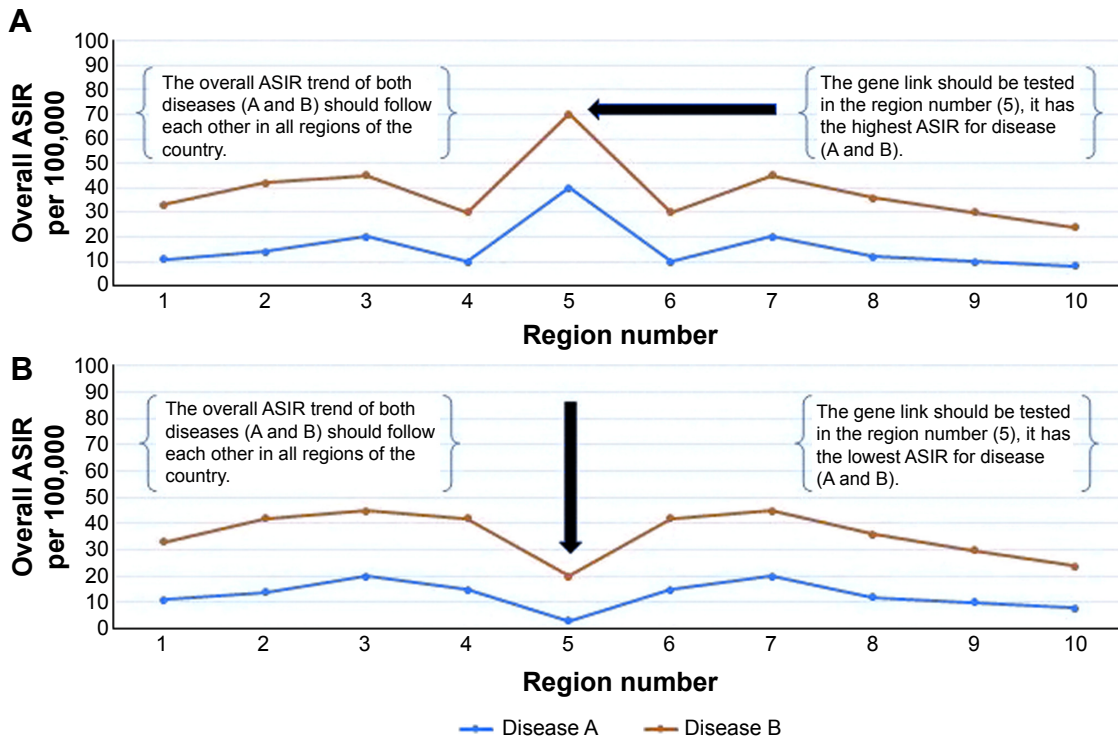 A
Overall ASIR
per 100,000
100
90
80
70
60
50
40
30
20
10
0
The overall ASIR trend of both
diseases (A and B) should follow
each other in all regions of the
country.
The gene link should be tested
in the region number (5), it has
the highest ASIR for disease
(A and B).
1 2 3 4 5 6 7 8 9 10
Region number
B
Overall ASIR
per 100,000
100
90
80
70
60
50
40
30
20
10
0
The overall ASIR trend of both
diseases (A and B) should follow
each other in all regions of the
country.
The gene link should be tested
in the region number (5), it has
the lowest ASIR for disease
(A and B).
1 2 3 4 5 6 7 8 9 10
Region number
Disease A Disease B